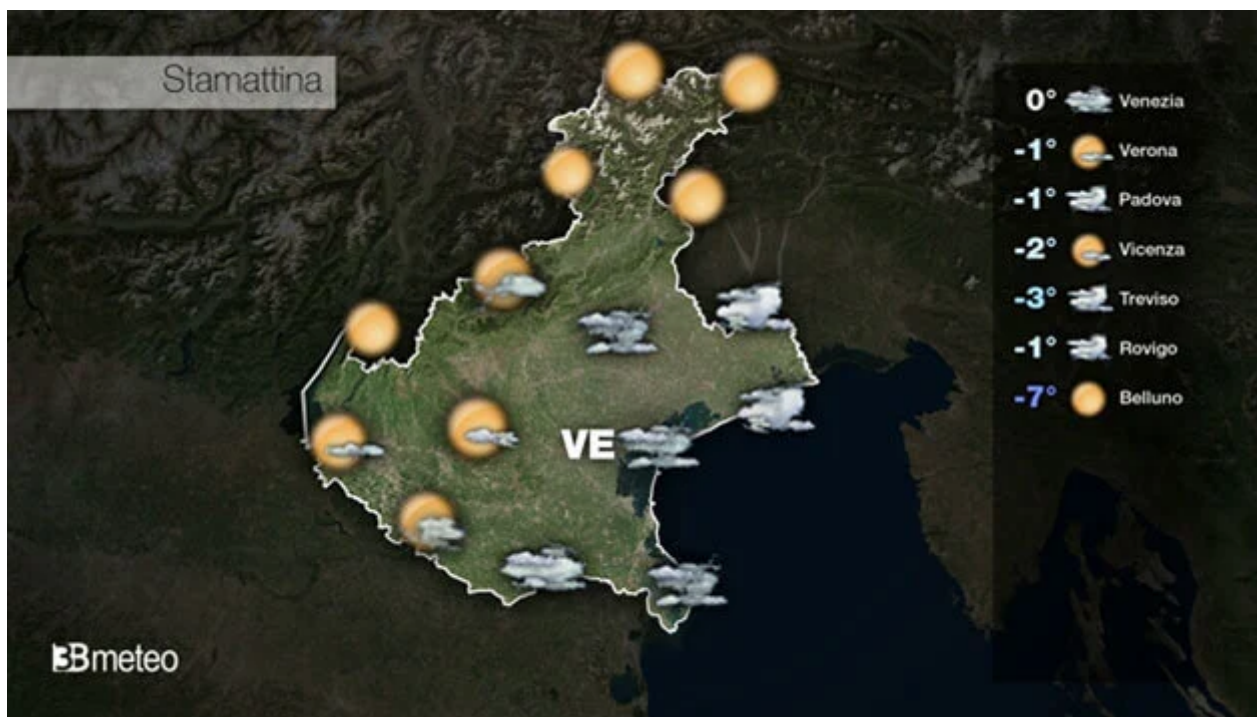 Stamattina
0° Venezia
-1° Verona
-1° Padova
-2° Vicenza
-3° Treviso
-1° Rovigo
-7° Belluno
VE
3Bmeteo